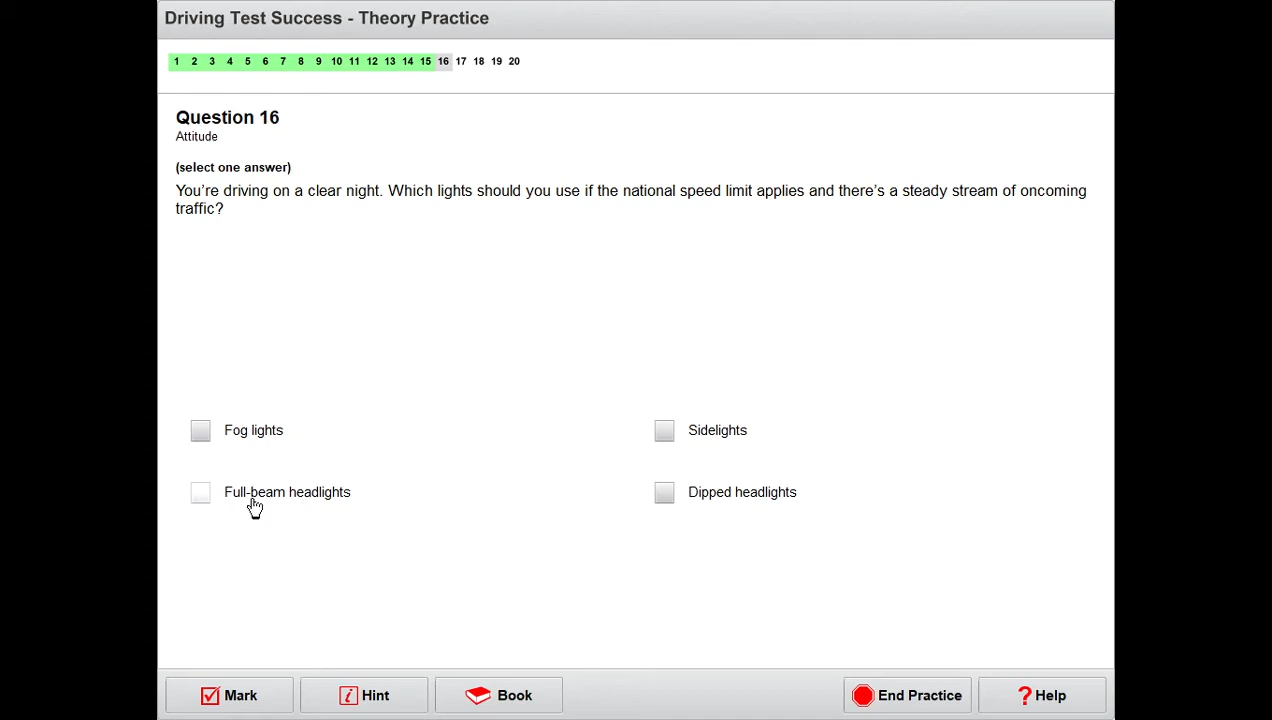 Driving Test Success - Theory Practice
1 2 3 4 5 6 7 8 9 10 11 12 13 14 15 16 17 18 19 20
Question 16
Attitude
(select one answer)
You’re driving on a clear night. Which lights should you use if the national speed limit applies and there’s a steady stream of oncoming
traffic?
Fog lights
Sidelights
Full-beam headlights
Dipped headlights
Mark
Hint
Book
End Practice
Help